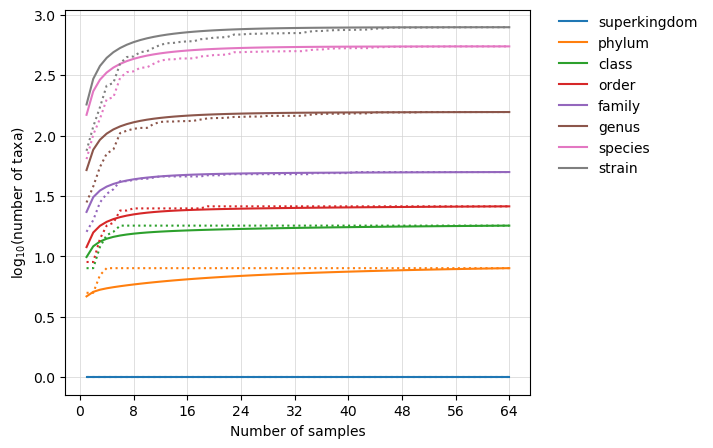 3.0
2.5
2.0
1.5
1.0
0.5
0.0
log₁₀(number of taxa)
0 8 16 24 32 40 48 56 64
Number of samples
superkingdom
phylum
class
order
family
genus
species
strain